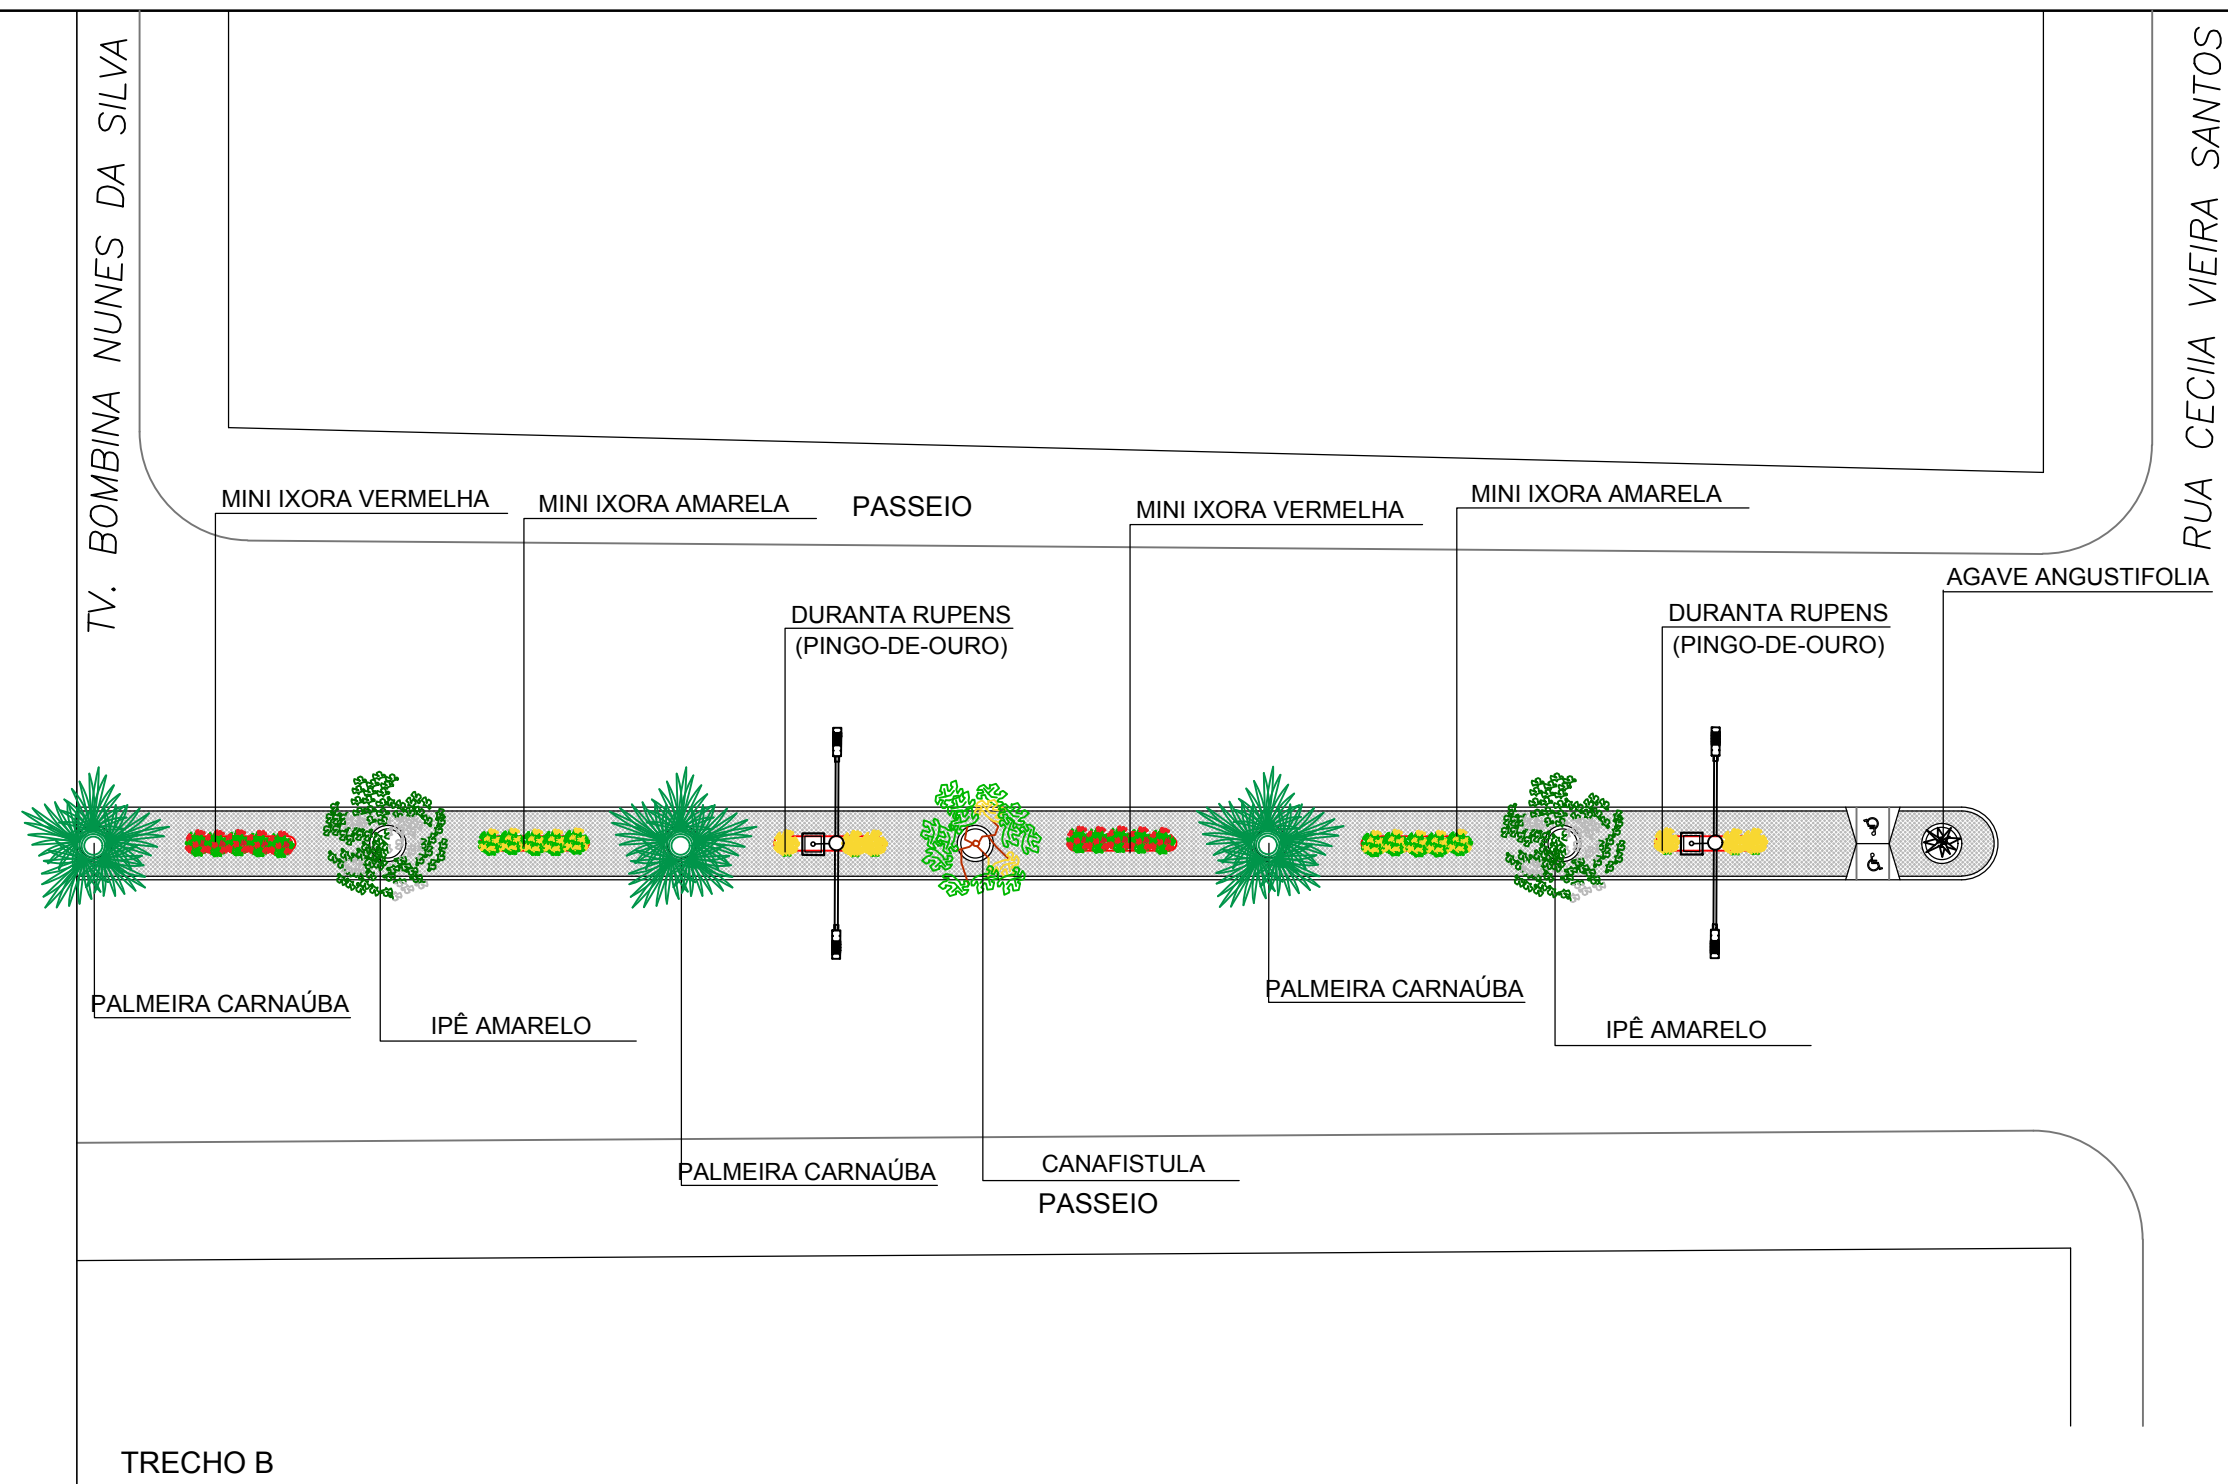 TV. BOMBINA NUNES DA SILVA
RUA CECIIA VIEIRA SANTOS
MINI IXORA VERMELHA
MINI IXORA AMARELA
PASSEIO
MINI IXORA VERMELHA
MINI IXORA AMARELA
AGAVE ANGUSTIFOLIA
DURANTA RUPENS
(PINGO-DE-OURO)
DURANTA RUPENS
(PINGO-DE-OURO)
PALMEIRA CARNAÚBA
IPÊ AMARELO
PALMEIRA CARNAÚBA
IPÊ AMARELO
PALMEIRA CARNAÚBA
CANAFISTULA
PASSEIO
TRECHO B